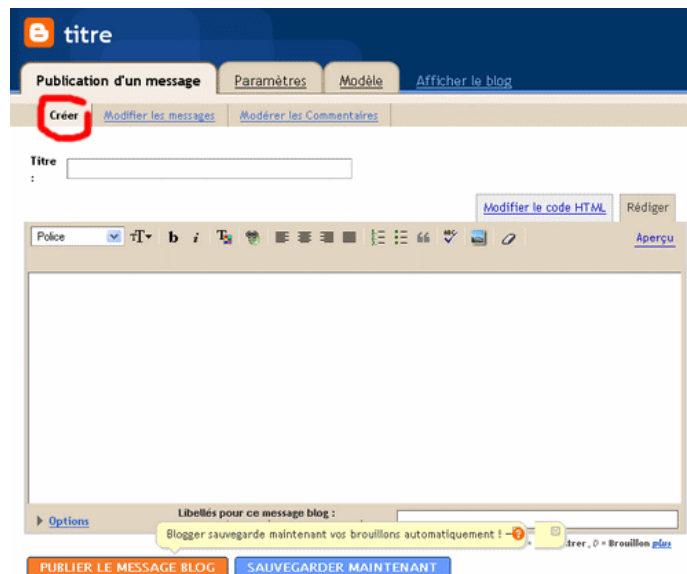 titre
Publication d'un message Paramètres Modèle Afficher le blog
Créer Modifier les messages Modérer les Commentaires
Titre
:
Modifier le code HTML Rédiger
Police T b i T ABC Aperçu
Options Libellés pour ce message blog :
Blogger sauvegarde maintenant vos brouillons automatiquement ! –
trer, D = Brouillon plus
PUBLIER LE MESSAGE BLOG SAUVEGARDER MAINTENANT